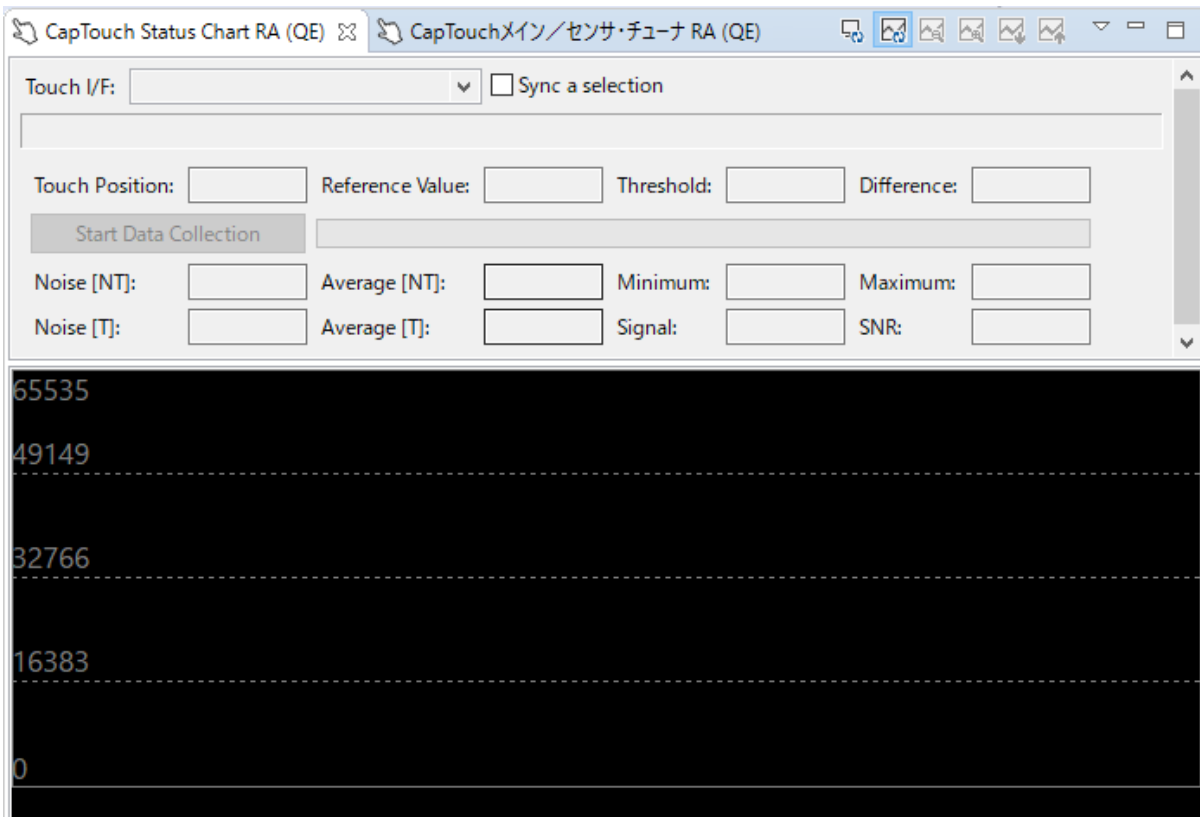 CapTouch Status Chart RA (QE) CapTouchメイン／センサ・チューナ RA (QE)
Touch I/F: Sync a selection
Touch Position: Reference Value: Threshold: Difference:
Start Data Collection
Noise [NT]: Average [NT]: Minimum: Maximum:
Noise [T]: Average [T]: Signal: SNR:
65535
49149
32766
16383
0